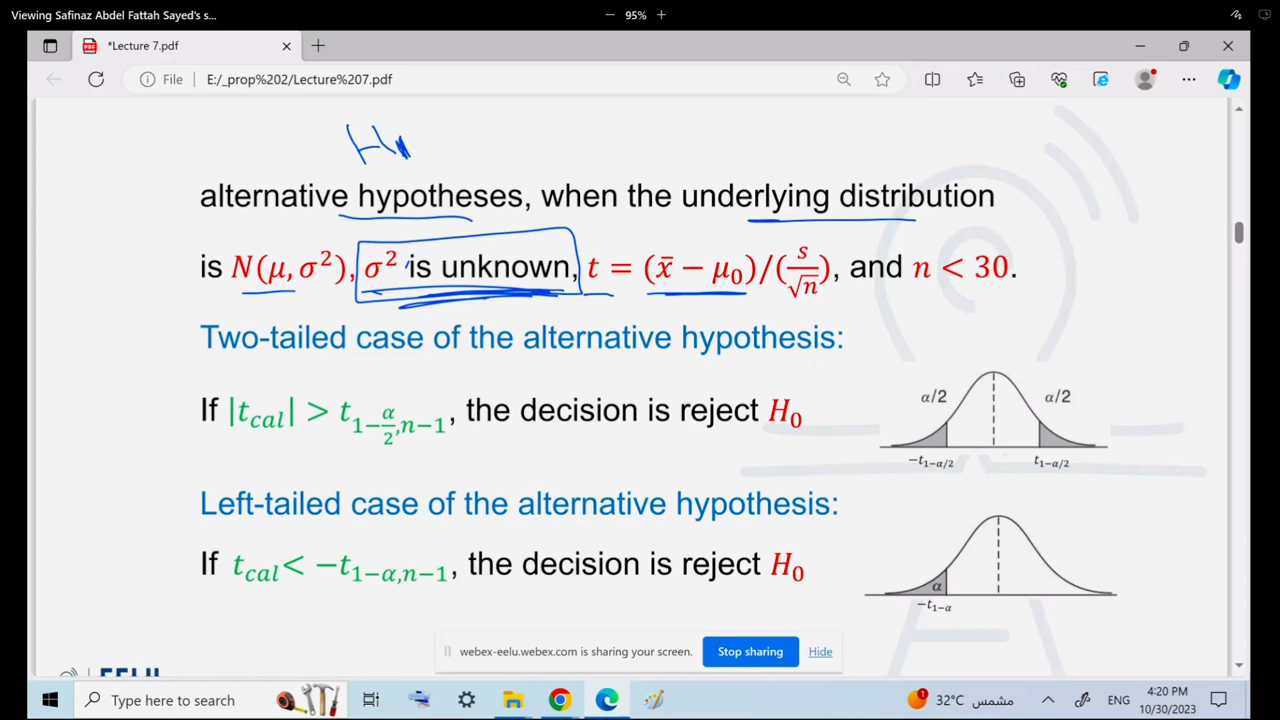 Viewing Safinaz Abdel Fattah Sayed's s...
95%
*Lecture 7.pdf
File E:/_prop%202/Lecture%207.pdf
alternative hypotheses, when the underlying distribution
is N(μ, σ²), σ² is unknown, t = (x̄ − μ₀)/(s/√n), and n < 30.
Two-tailed case of the alternative hypothesis:
If |t_cal| > t_{1−α/2,n−1}, the decision is reject H₀
α/2 α/2
−t_{1−α/2} t_{1−α/2}
Left-tailed case of the alternative hypothesis:
If t_cal < −t_{1−α,n−1}, the decision is reject H₀
α
−t_{1−α}
webex-eelu.webex.com is sharing your screen. Stop sharing Hide
Type here to search
1 32°C مشمس ENG 4:20 PM
10/30/2023